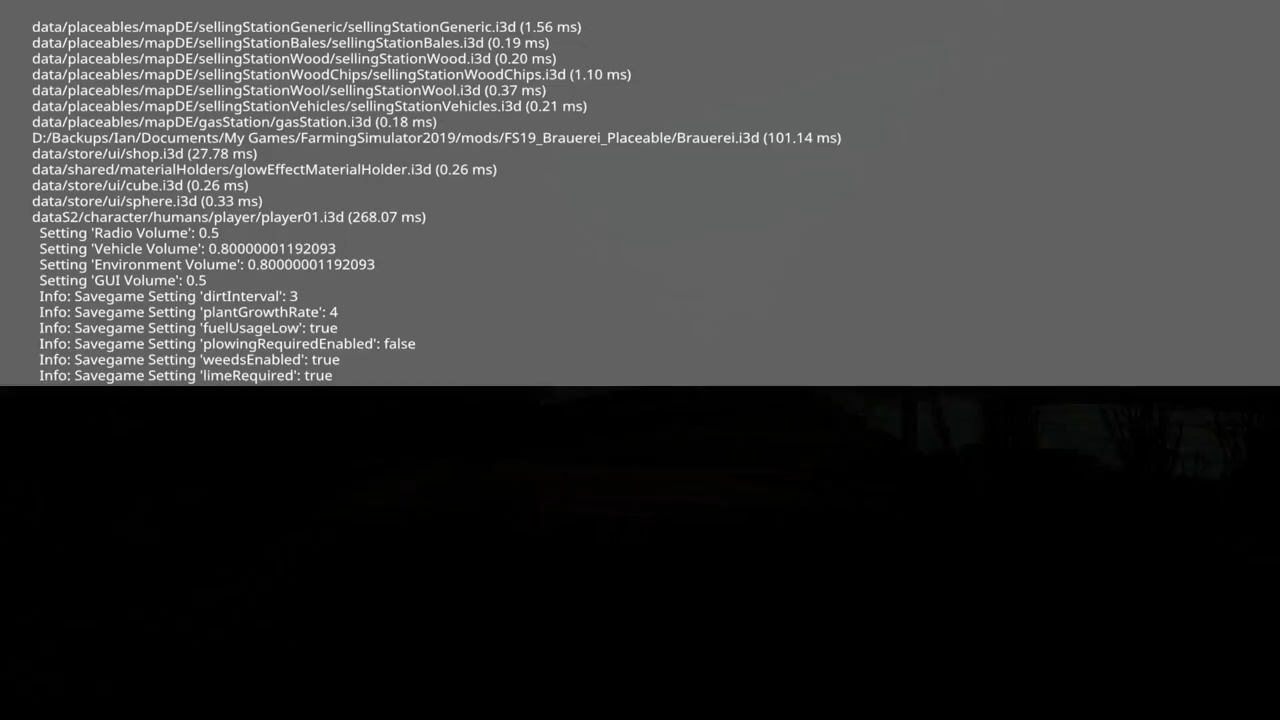 data/placeables/mapDE/sellingStationGeneric/sellingStationGeneric.i3d (1.56 ms)
data/placeables/mapDE/sellingStationBales/sellingStationBales.i3d (0.19 ms)
data/placeables/mapDE/sellingStationWood/sellingStationWood.i3d (0.20 ms)
data/placeables/mapDE/sellingStationWoodChips/sellingStationWoodChips.i3d (1.10 ms)
data/placeables/mapDE/sellingStationWool/sellingStationWool.i3d (0.37 ms)
data/placeables/mapDE/sellingStationVehicles/sellingStationVehicles.i3d (0.21 ms)
data/placeables/mapDE/gasStation/gasStation.i3d (0.18 ms)
D:/Backups/Ian/Documents/My Games/FarmingSimulator2019/mods/FS19_Brauerei_Placeable/Brauerei.i3d (101.14 ms)
data/store/ui/shop.i3d (27.78 ms)
data/shared/materialHolders/glowEffectMaterialHolder.i3d (0.26 ms)
data/store/ui/cube.i3d (0.26 ms)
data/store/ui/sphere.i3d (0.33 ms)
dataS2/character/humans/player/player01.i3d (268.07 ms)
Setting 'Radio Volume': 0.5
Setting 'Vehicle Volume': 0.80000001192093
Setting 'Environment Volume': 0.80000001192093
Setting 'GUI Volume': 0.5
Info: Savegame Setting 'dirtInterval': 3
Info: Savegame Setting 'plantGrowthRate': 4
Info: Savegame Setting 'fuelUsageLow': true
Info: Savegame Setting 'plowingRequiredEnabled': false
Info: Savegame Setting 'weedsEnabled': true
Info: Savegame Setting 'limeRequired': true